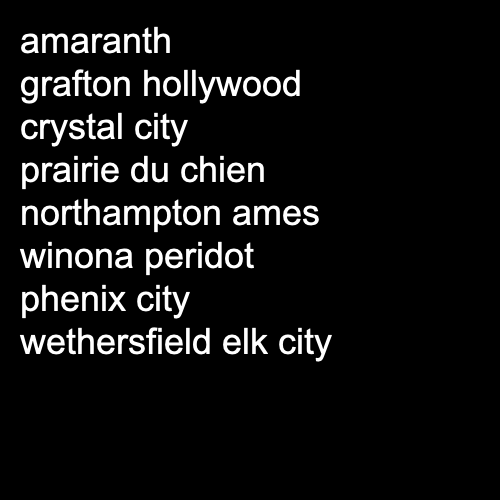 amaranth
grafton hollywood
crystal city
prairie du chien
northampton ames
winona peridot
phenix city
wethersfield elk city